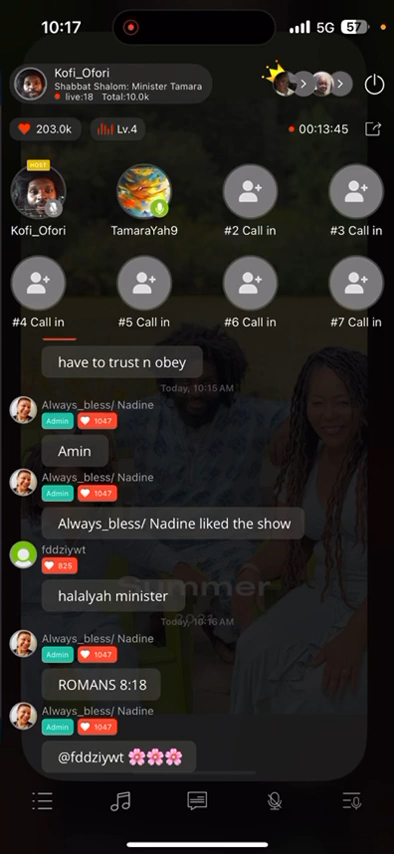 10:17
5G
57
Kofi_Ofori
Shabbat Shalom: Minister Tamara
live:18 Total:10.0k
203.0k
Lv.4
00:13:45
HOST
Kofi_Ofori
TamaraYah9
#2 Call in
#3 Call in
#4 Call in
#5 Call in
#6 Call in
#7 Call in
have to trust n obey
Today, 10:15 AM
Always_bless/ Nadine
Admin 1047
Amin
Always_bless/ Nadine
Admin 1047
Always_bless/ Nadine liked the show
fddziywt
825
halalyah minister
Summer
Today, 10:16 AM
Always_bless/ Nadine
Admin 1047
ROMANS 8:18
Always_bless/ Nadine
Admin 1047
@fddziywt 🌸🌸🌸